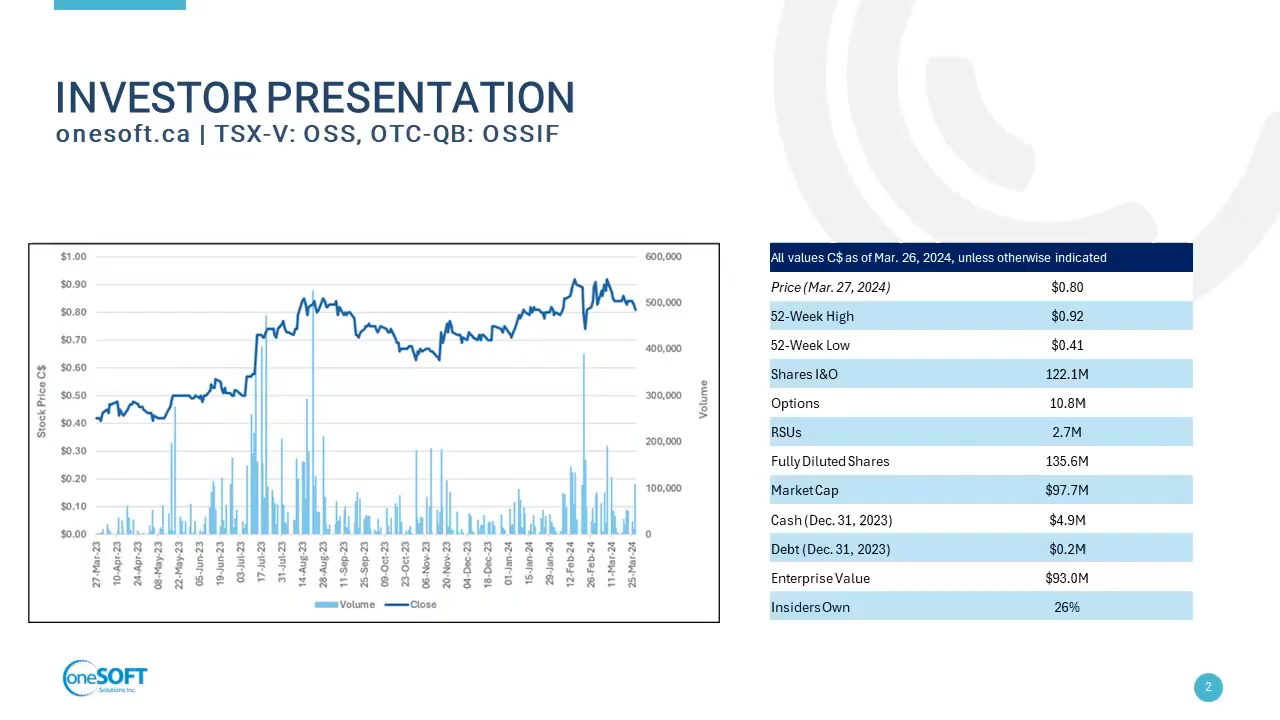 INVESTOR PRESENTATION
onesoft.ca | TSX-V: OSS, OTC-QB: OSSIF
$1.00
$0.90
$0.80
$0.70
$0.60
$0.50
$0.40
$0.30
$0.20
$0.10
$0.00
Stock Price C$
600,000
500,000
400,000
300,000
200,000
100,000
0
Volume
27-Mar-23
10-Apr-23
24-Apr-23
08-May-23
22-May-23
05-Jun-23
19-Jun-23
03-Jul-23
17-Jul-23
31-Jul-23
14-Aug-23
28-Aug-23
11-Sep-23
25-Sep-23
09-Oct-23
23-Oct-23
06-Nov-23
20-Nov-23
04-Dec-23
18-Dec-23
01-Jan-24
15-Jan-24
29-Jan-24
12-Feb-24
26-Feb-24
11-Mar-24
25-Mar-24
Volume Close
All values C$ as of Mar. 26, 2024, unless otherwise indicated
Price (Mar. 27, 2024) $0.80
52-Week High $0.92
52-Week Low $0.41
Shares I&O 122.1M
Options 10.8M
RSUs 2.7M
Fully Diluted Shares 135.6M
Market Cap $97.7M
Cash (Dec. 31, 2023) $4.9M
Debt (Dec. 31, 2023) $0.2M
Enterprise Value $93.0M
Insiders Own 26%
oneSOFT
Solutions Inc.
2